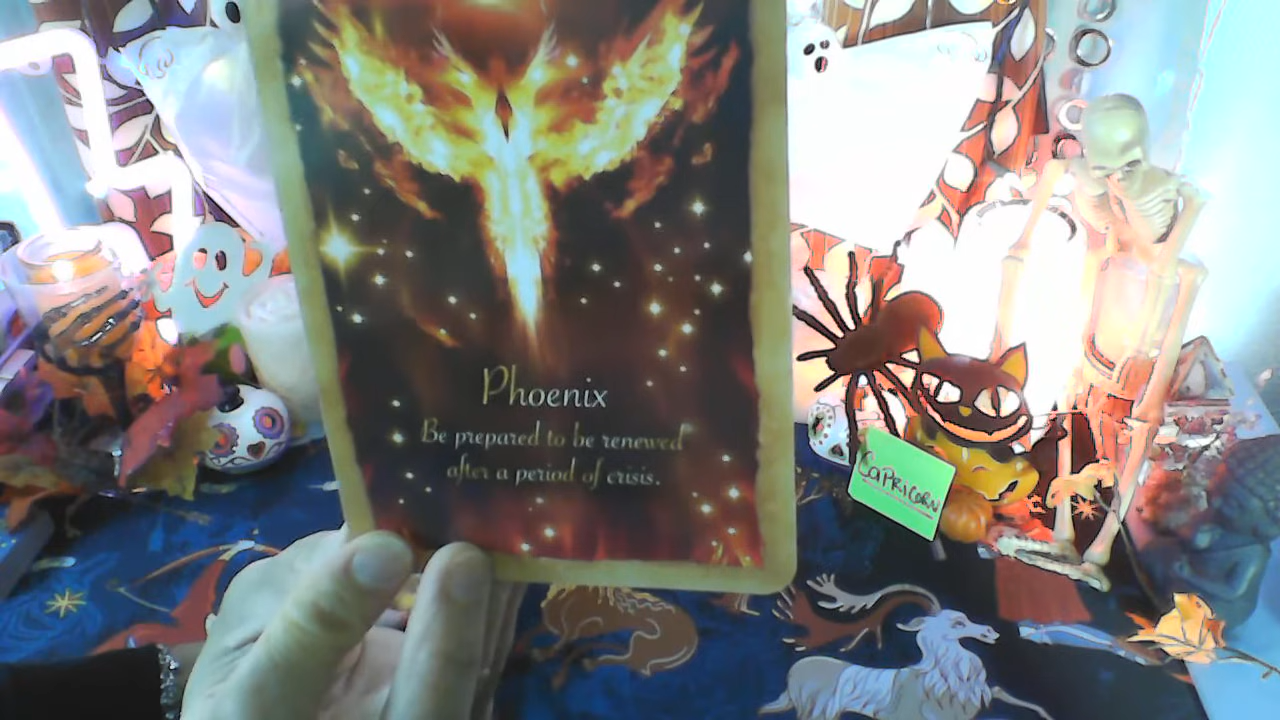 Phoenix
Be prepared to be renewed
after a period of crisis.
CAPRICORN